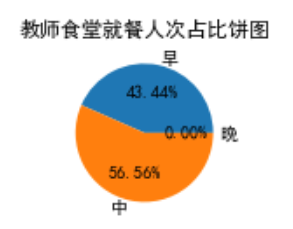 教师食堂就餐人次占比饼图
早
43.44%
0.00% 晚
56.56%
中